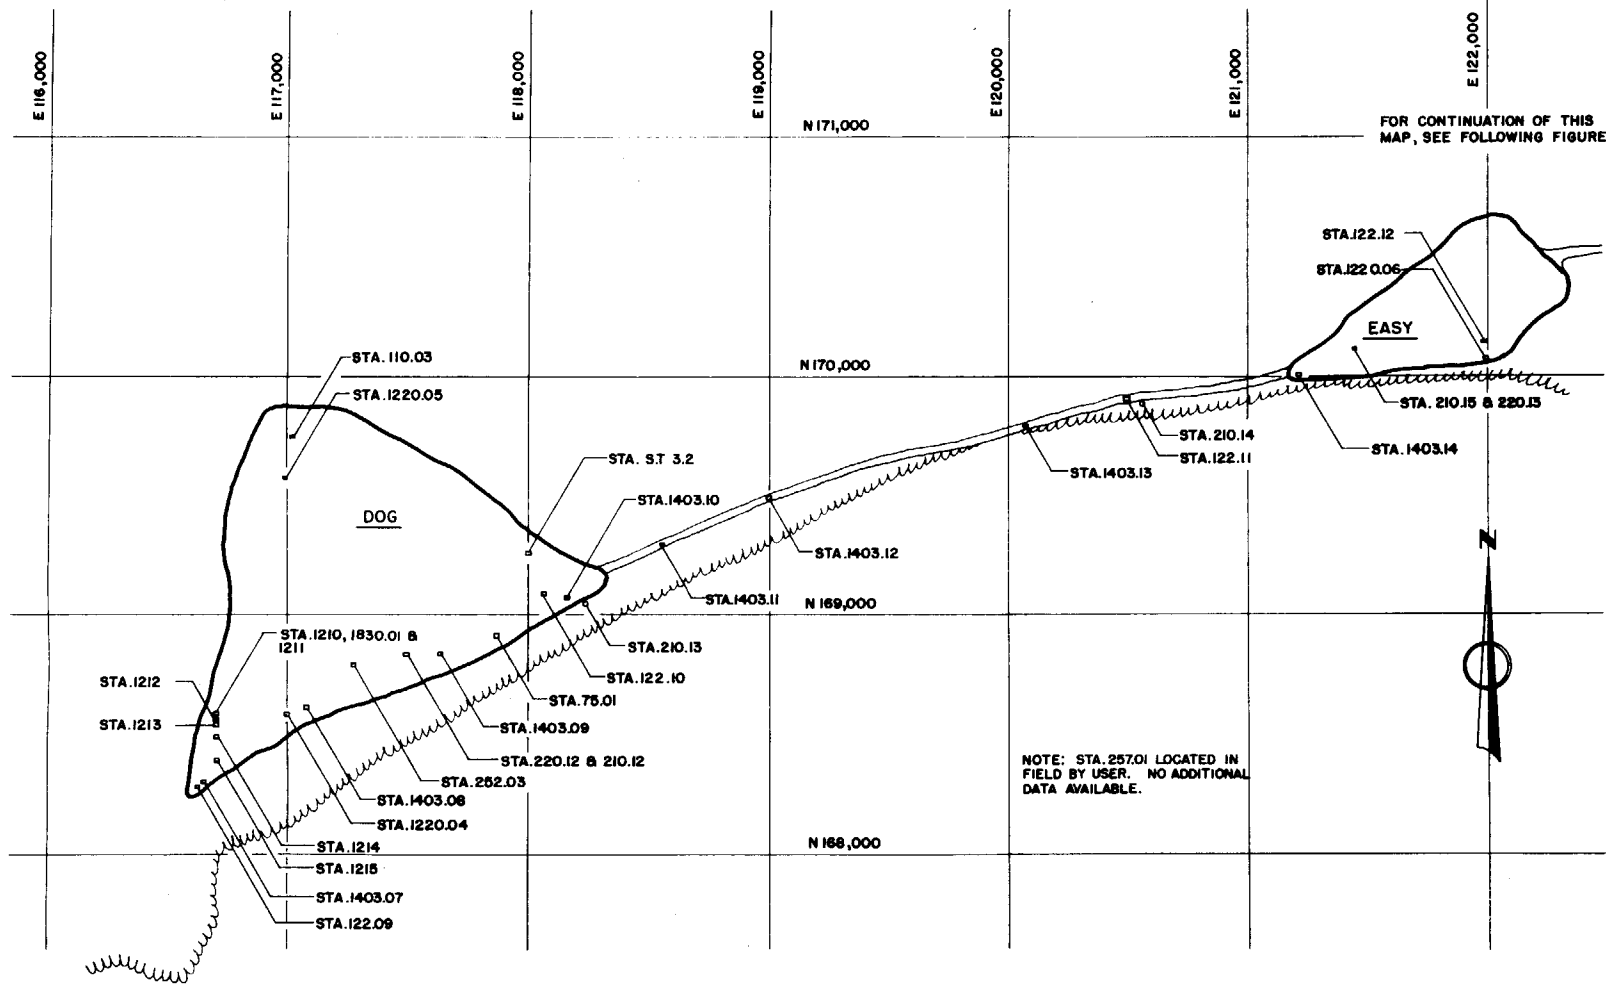 E 116,000
E 117,000
E 118,000
E 119,000
E 120,000
E 121,000
E 122,000
N 171,000
FOR CONTINUATION OF THIS
MAP, SEE FOLLOWING FIGURE
STA.122.12
STA.1220.06
EASY
N 170,000
STA. 110.03
STA.1220.05
STA. 210.15 & 220.13
STA.210.14
STA.122.11
STA.1403.14
STA.1403.13
STA. S.T 3.2
STA.1403.10
DOG
N
STA.1403.12
STA.1403.11
N 169,000
STA.1210, 1830.01 &
1211
STA.210.13
STA.122.10
STA.1212
STA.75.01
STA.1213
STA.1403.09
STA.220.12 & 210.12
STA.252.03
NOTE: STA.257.01 LOCATED IN
FIELD BY USER. NO ADDITIONAL
DATA AVAILABLE.
STA.1403.08
STA.1220.04
N 168,000
STA.1214
STA.1215
STA.1403.07
STA.122.09